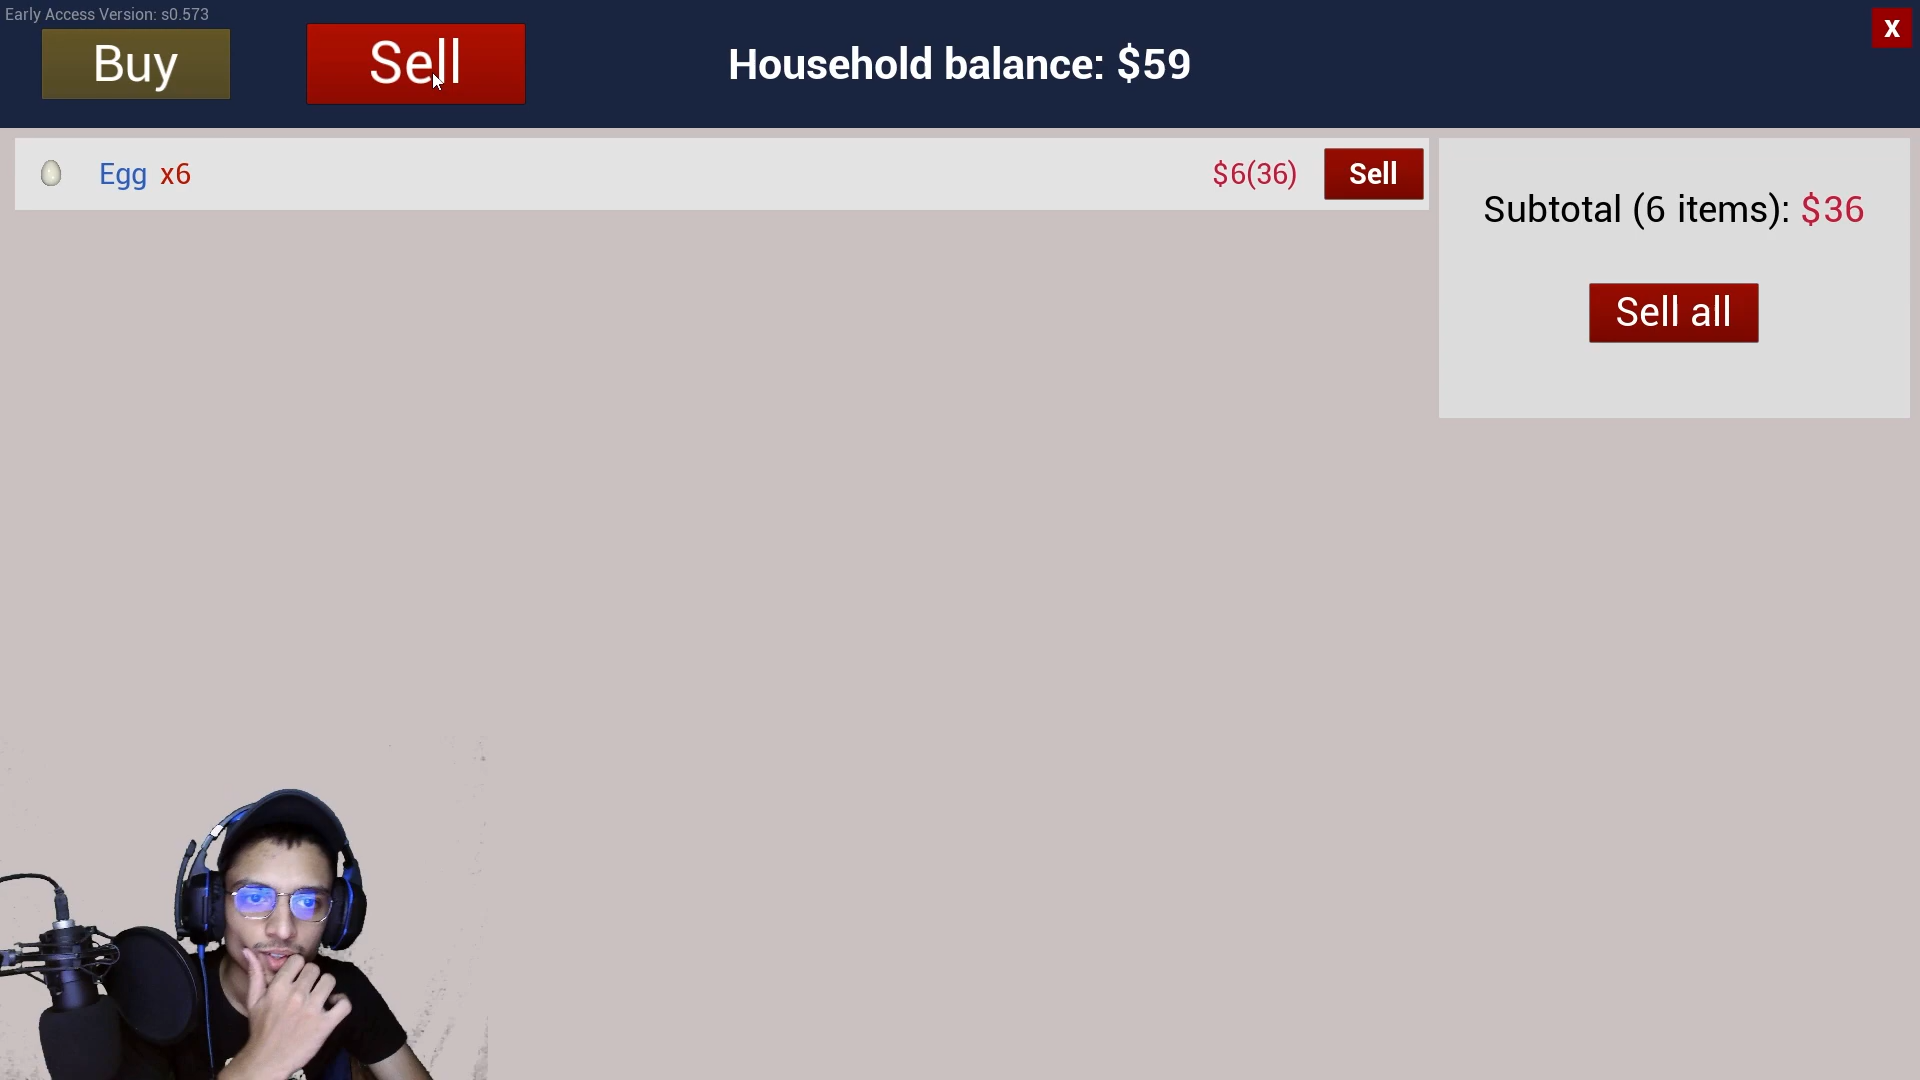 Early Access Version: s0.573
Buy
Sell
Household balance: $59
X
Egg x6
$6(36)
Sell
Subtotal (6 items): $36
Sell all